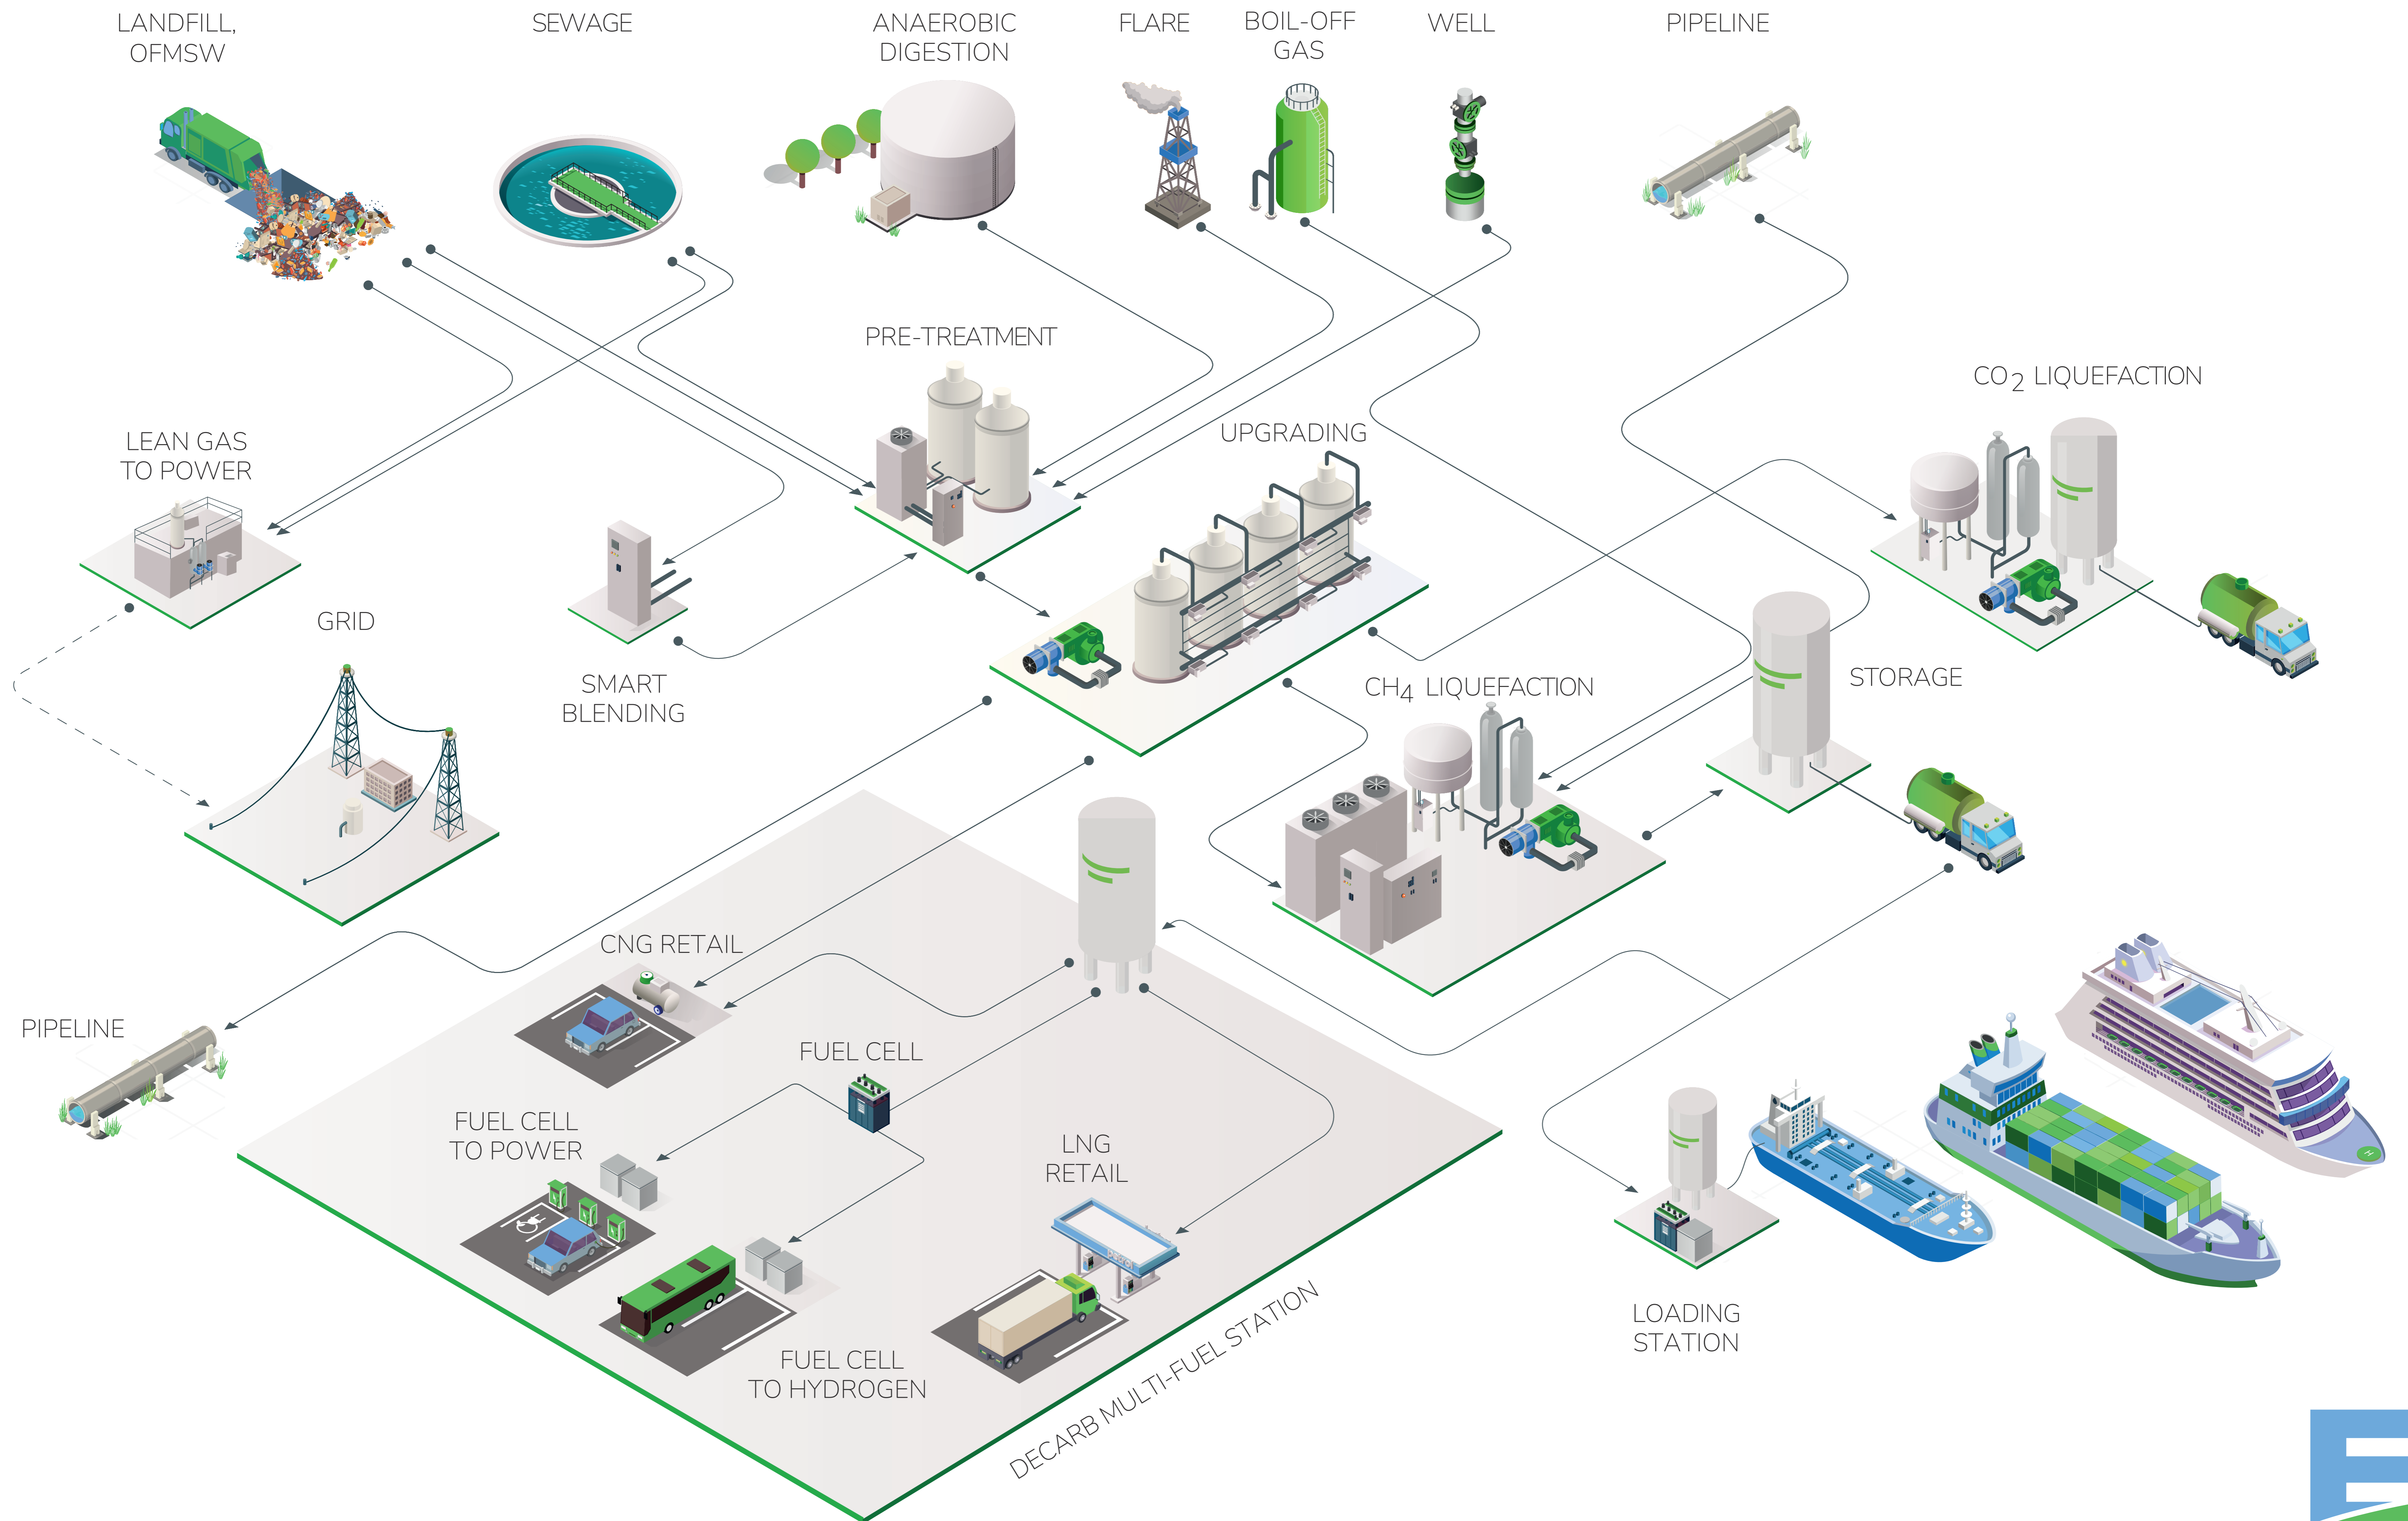 LANDFILL,
OFMSW
SEWAGE
ANAEROBIC
DIGESTION
FLARE
BOIL-OFF
GAS
WELL
PIPELINE
PRE-TREATMENT
CO2 LIQUEFACTION
UPGRADING
LEAN GAS
TO POWER
GRID
SMART
BLENDING
CH4 LIQUEFACTION
STORAGE
CNG RETAIL
PIPELINE
FUEL CELL
FUEL CELL
TO POWER
LNG
RETAIL
LOADING
STATION
FUEL CELL
TO HYDROGEN
DECARB MULTI-FUEL STATION
H